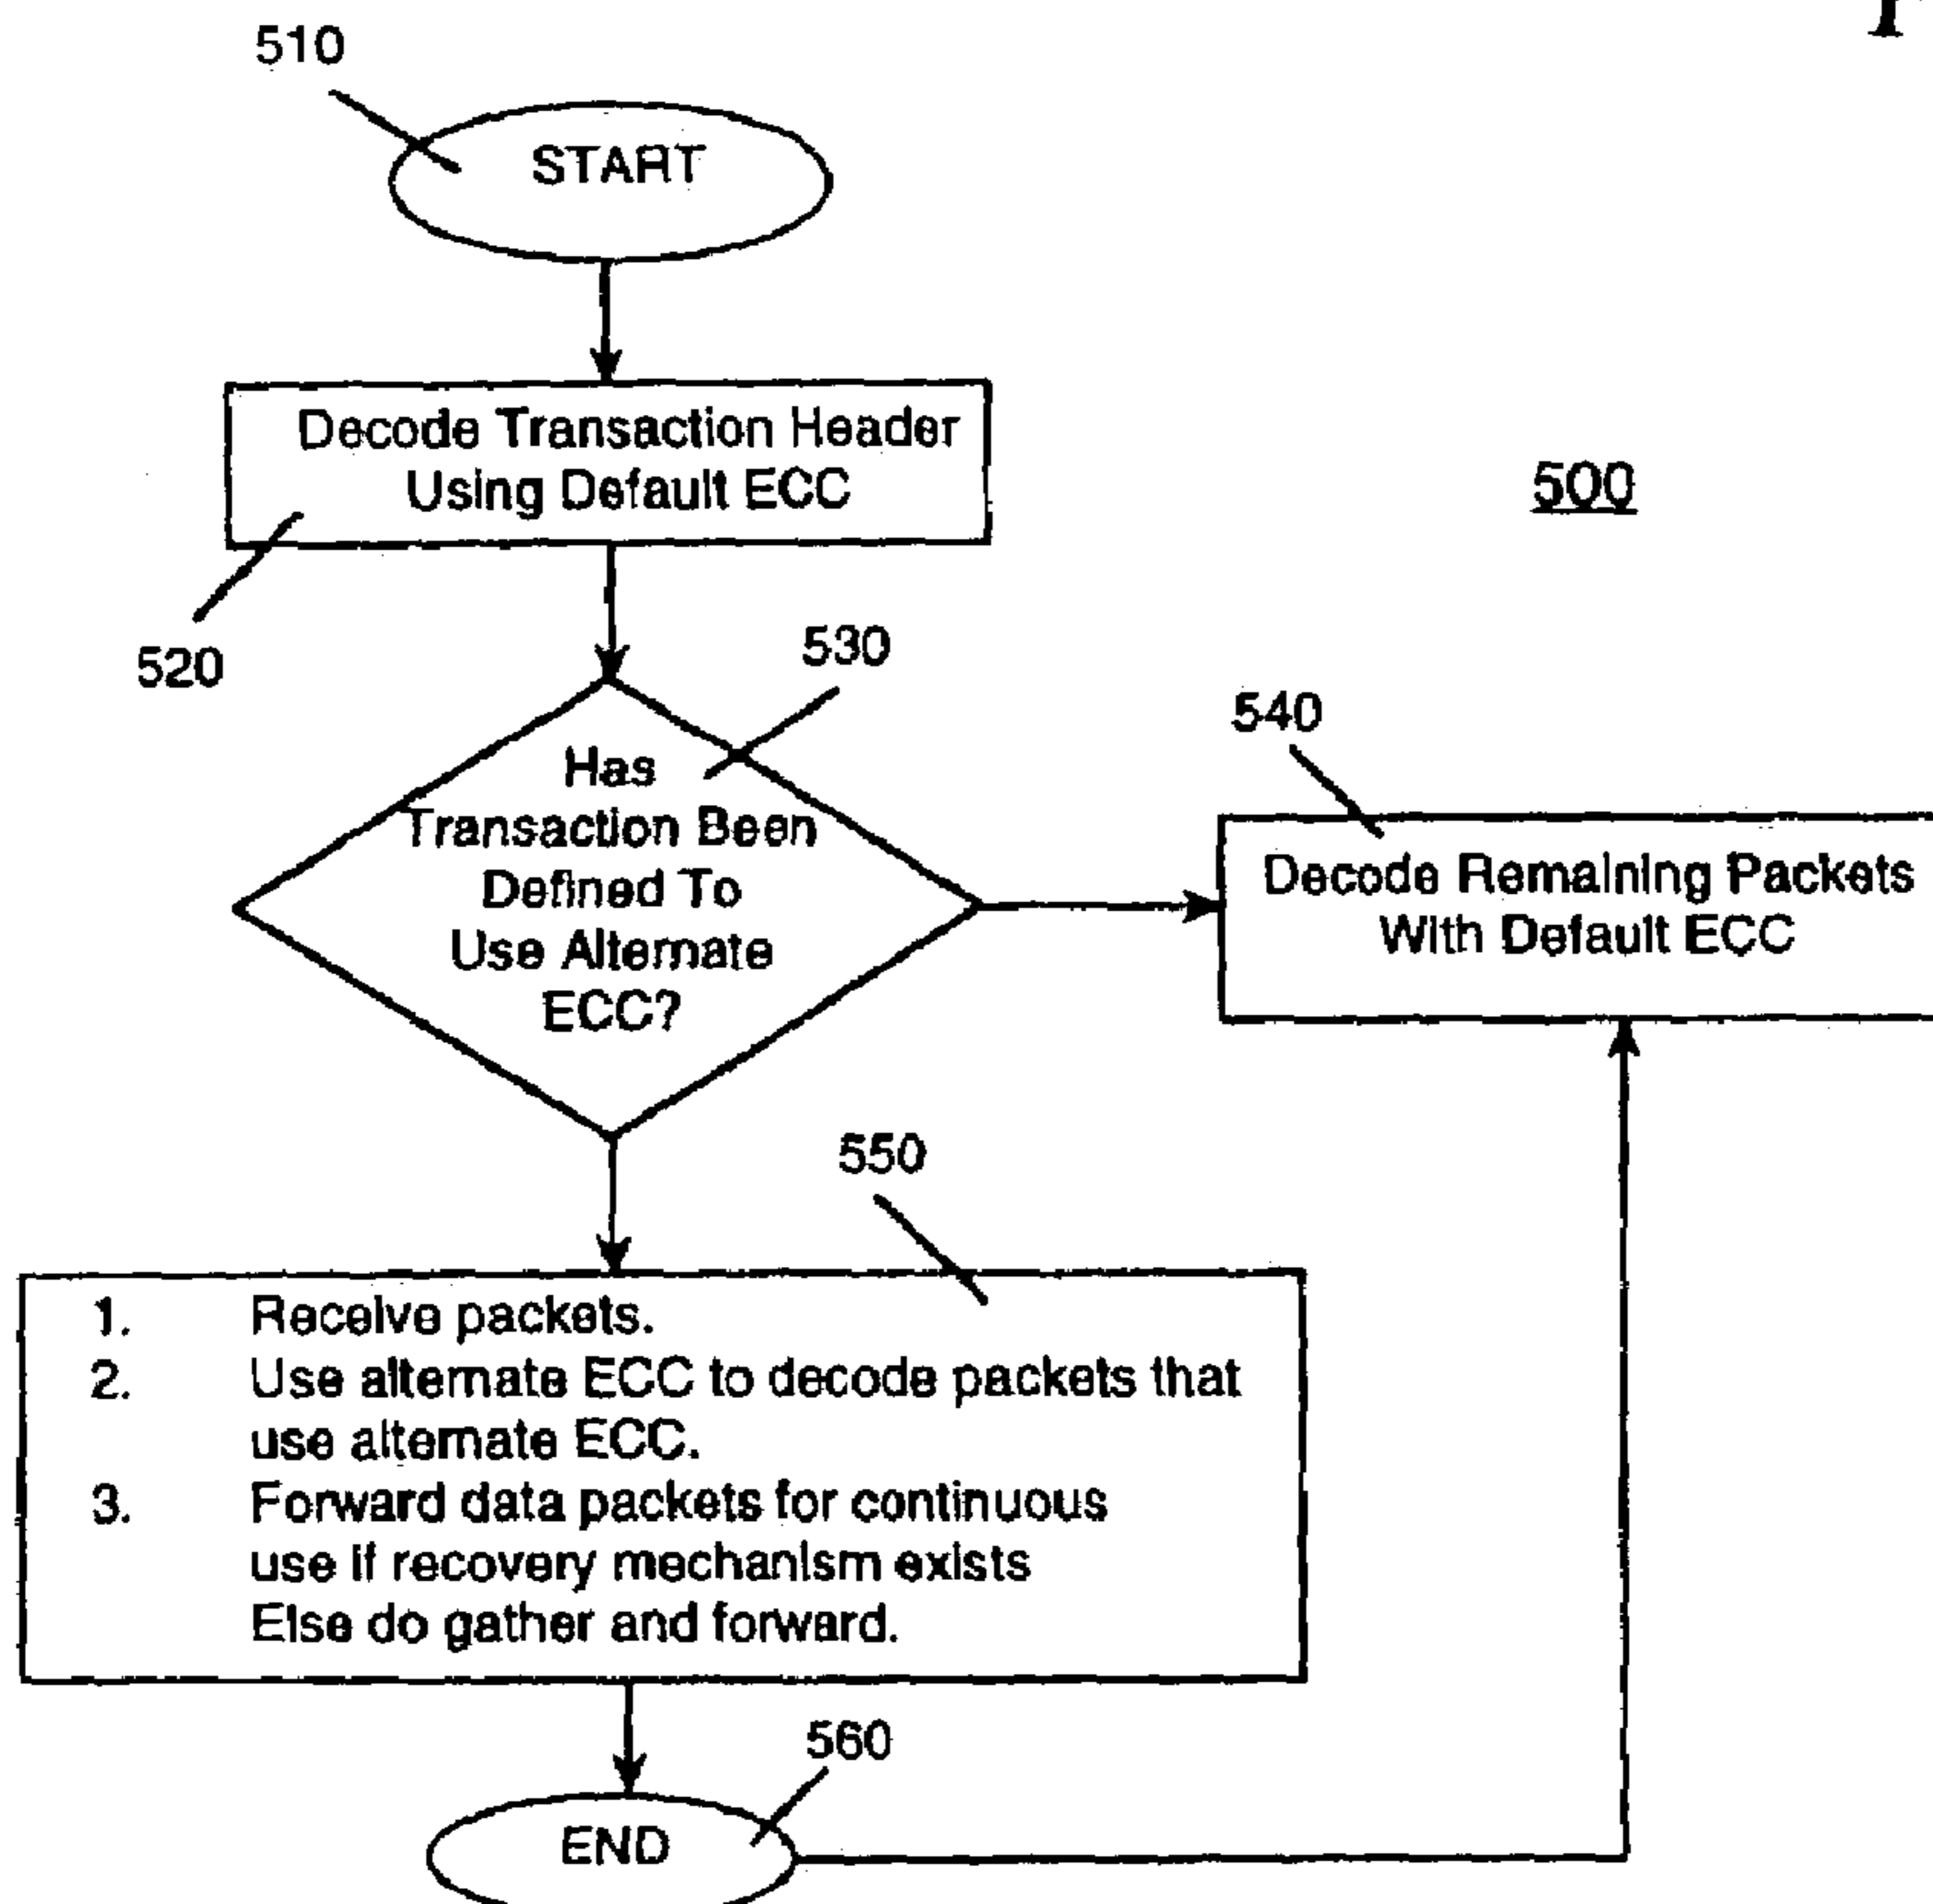 510
START
Decode Transaction Header
Using Default ECC
500
520
530
540
Has
Transaction Been
Defined To
Use Alternate
ECC?
Decode Remaining Packets
With Default ECC
550
1. Receive packets.
2. Use alternate ECC to decode packets that
use alternate ECC.
3. Forward data packets for continuous
use if recovery mechanism exists
Else do gather and forward.
560
END